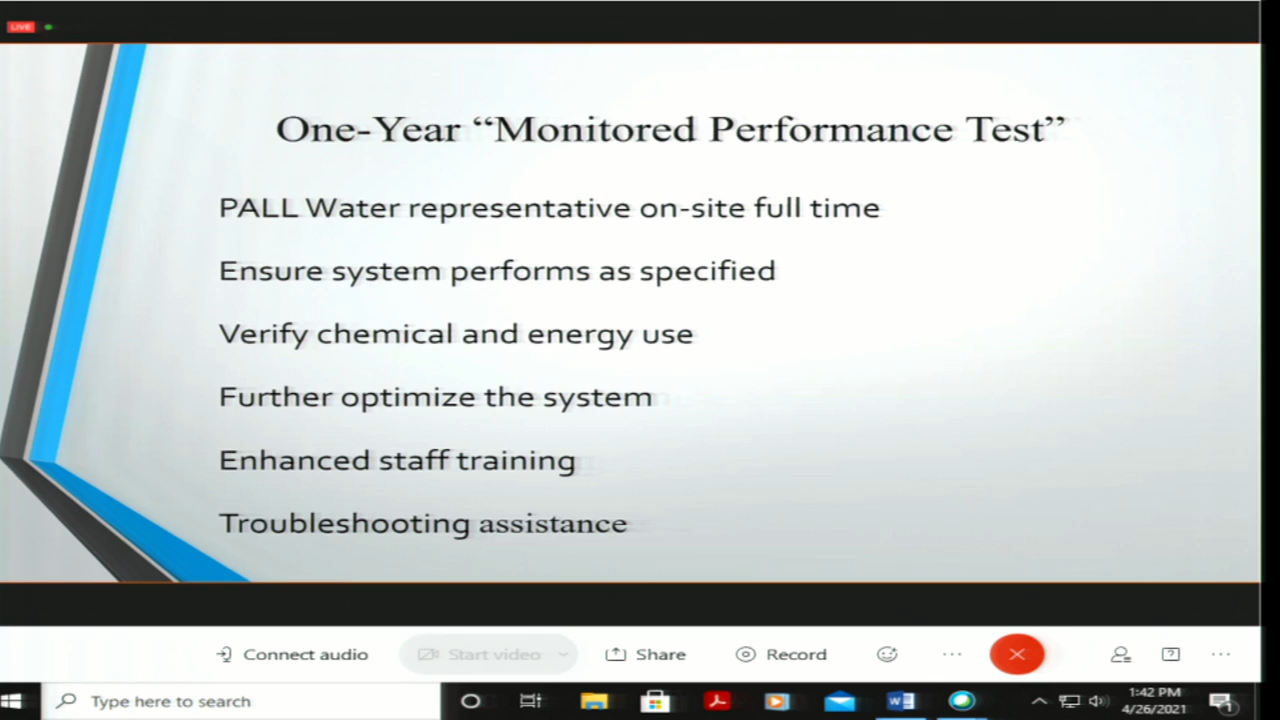 LIVE
One-Year “Monitored Performance Test”
PALL Water representative on-site full time
Ensure system performs as specified
Verify chemical and energy use
Further optimize the system
Enhanced staff training
Troubleshooting assistance
Connect audio
Start video
Share
Record
Type here to search
1:42 PM
4/26/2021
1